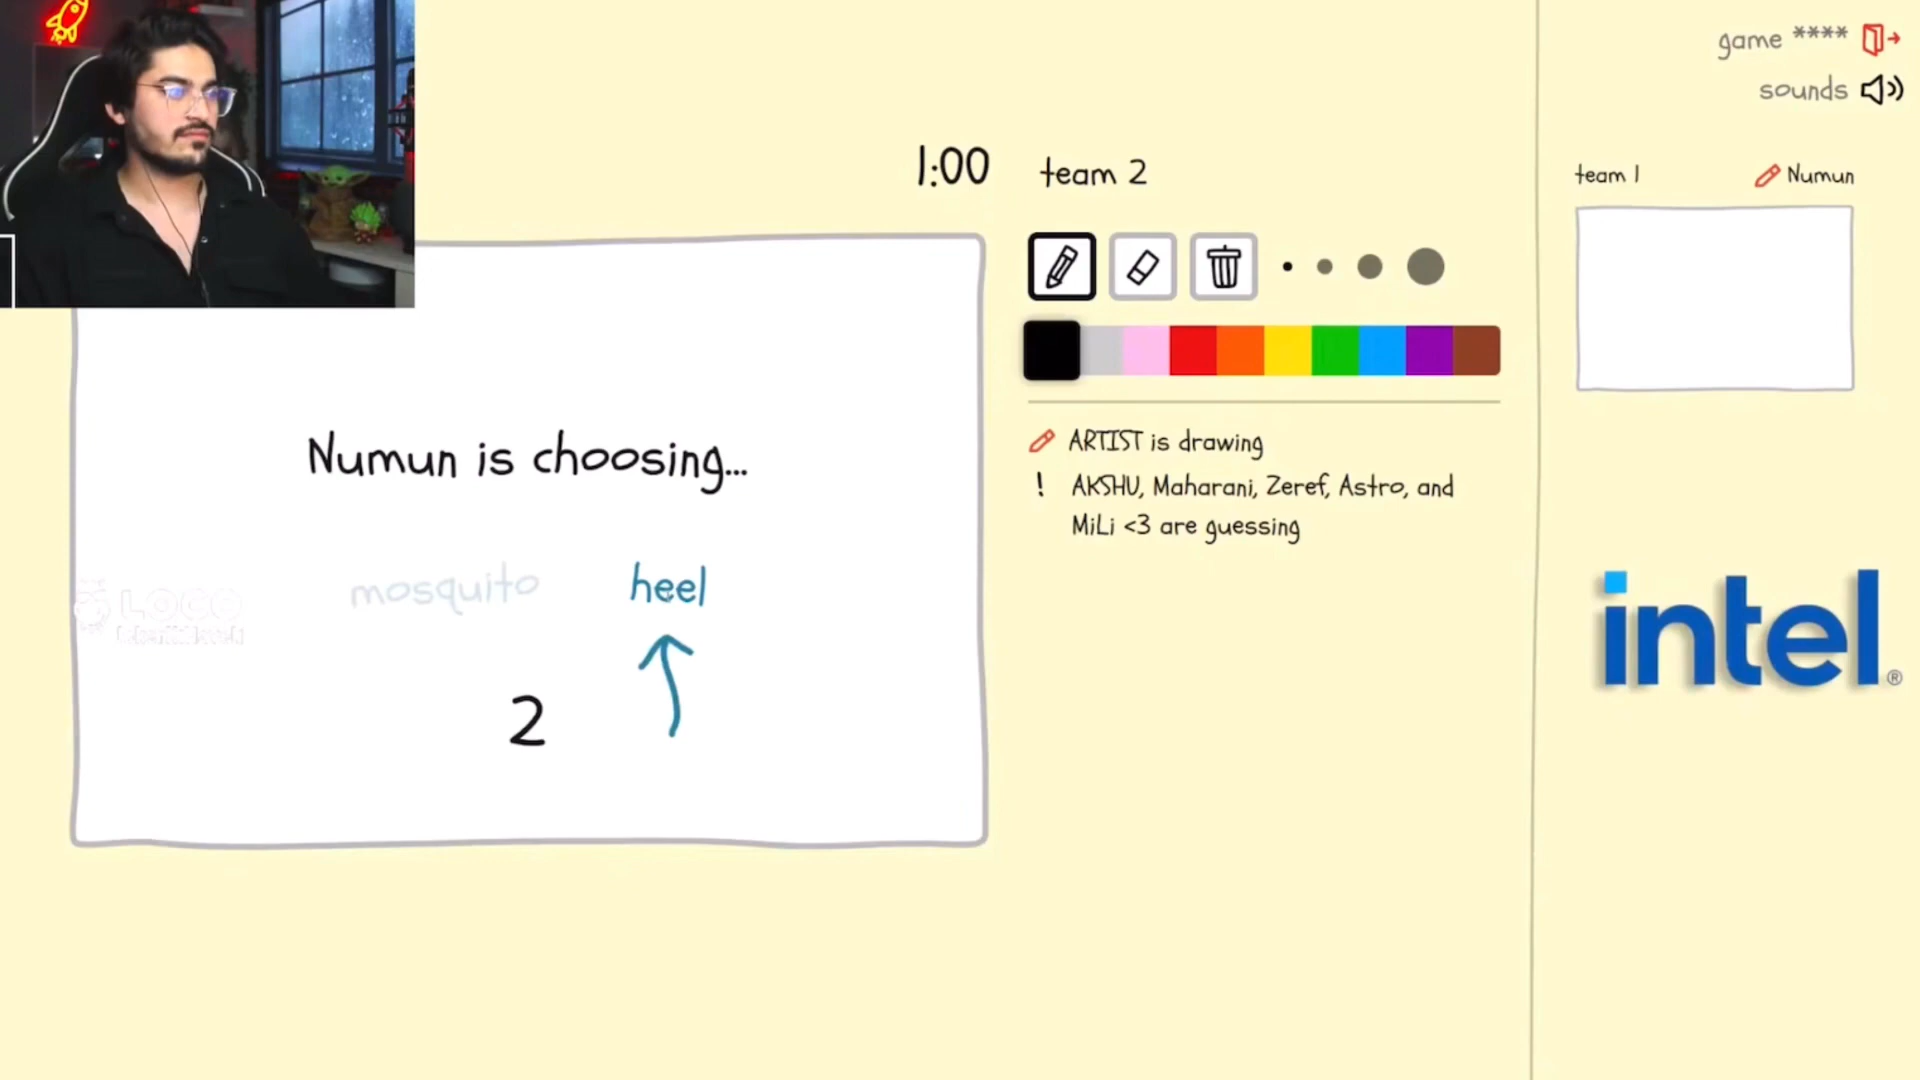 game ****
sounds
1:00
team 2
team 1
Numun
Numun is choosing...
mosquito
heel
2
ARTIST is drawing
! AKSHU, Maharani, Zeref, Astro, and
MiLi <3 are guessing
LOCO
intel®